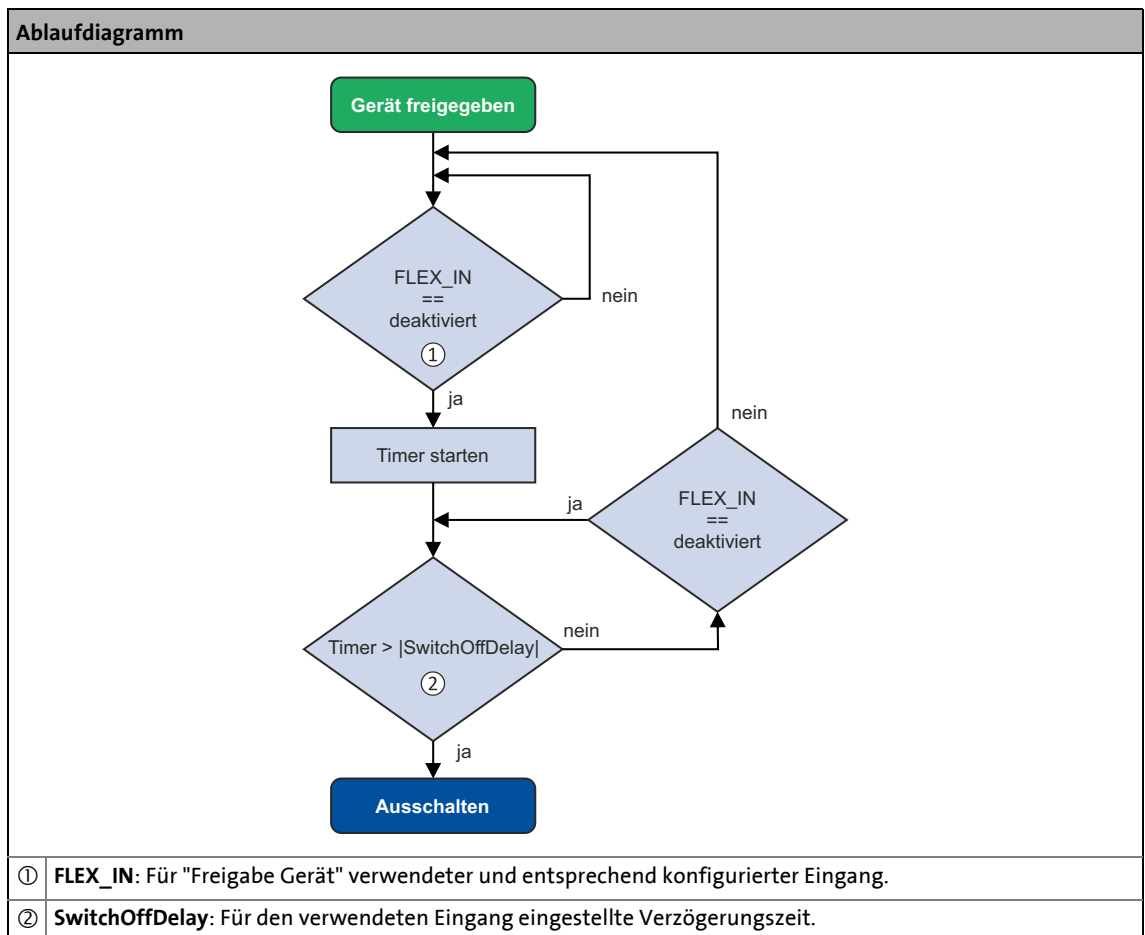 Ablaufdiagramm
Gerät freigegeben
FLEX_IN
==
deaktiviert
①
nein
ja
Timer starten
nein
FLEX_IN
==
deaktiviert
ja
Timer > |SwitchOffDelay|
②
nein
ja
Ausschalten
① FLEX_IN: Für "Freigabe Gerät" verwendeter und entsprechend konfigurierter Eingang.
② SwitchOffDelay: Für den verwendeten Eingang eingestellte Verzögerungszeit.